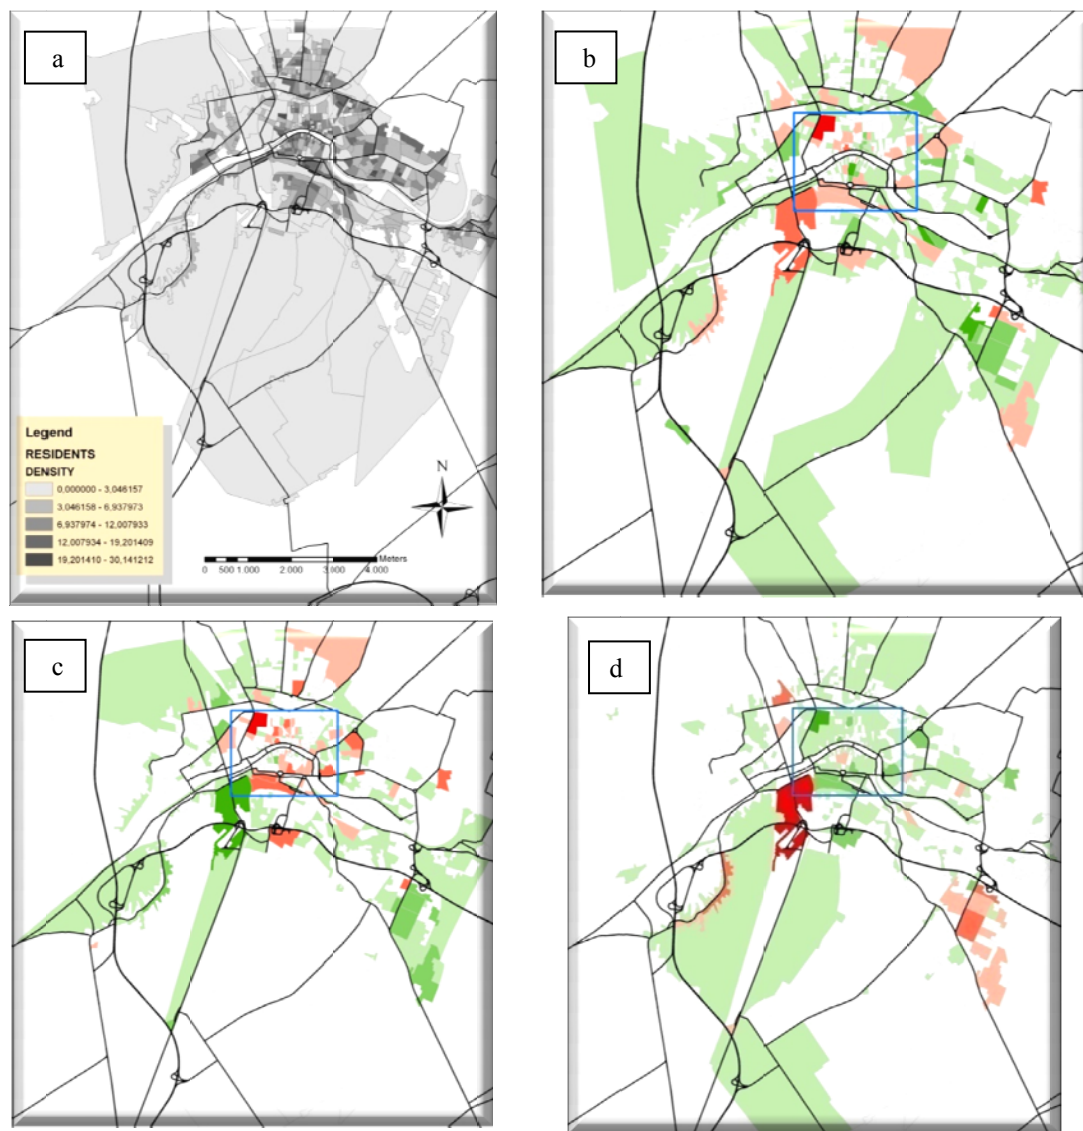 a
b
Legend
RESIDENTS
DENSITY
0,000000 - 3,046157
3,046158 - 6,937973
6,937974 - 12,007933
12,007934 - 19,201409
19,201410 - 30,141212
N
Meters
0 500 1.000 2.000 3.000 4.000
c
d